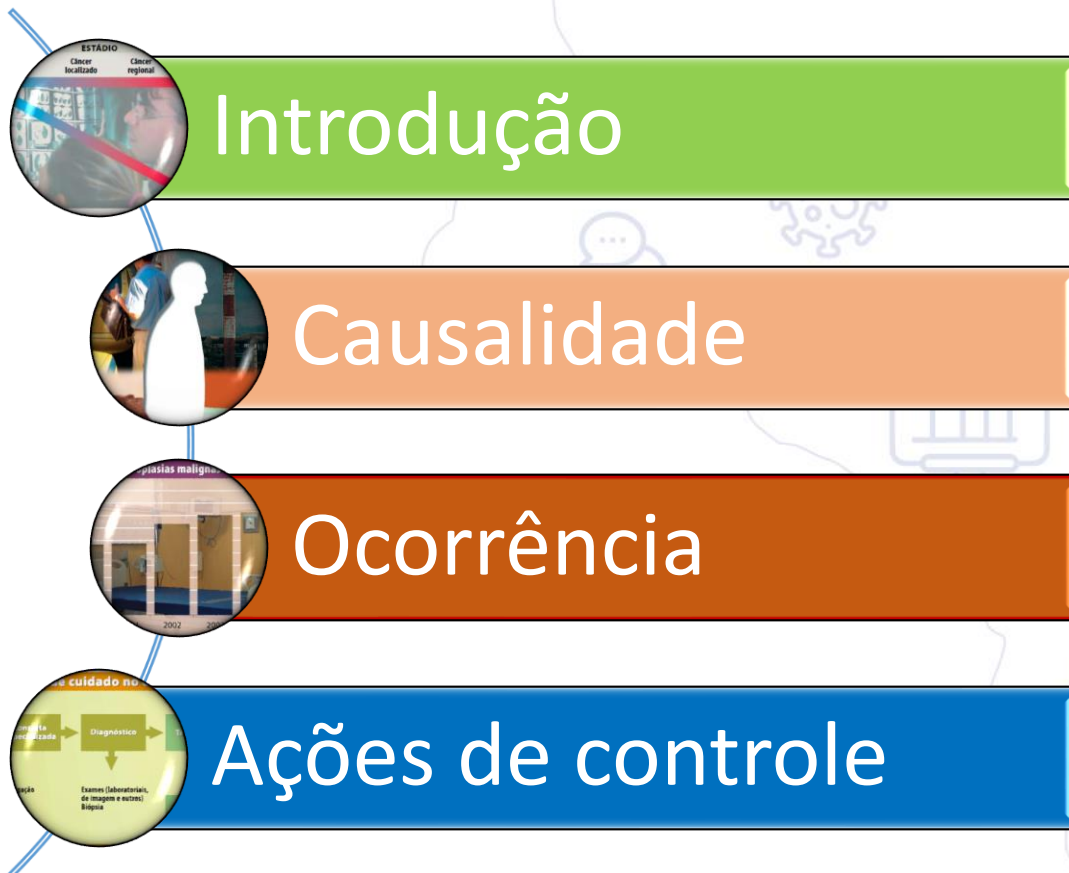 ESTÁDIO
Câncer localizado
Câncer regional
Introdução
Causalidade
plasias malignas
Ocorrência
2002
cuidado no
Diagnóstico
Exames (laboratoriais,
de imagem e outros)
Biópsia
Ações de controle